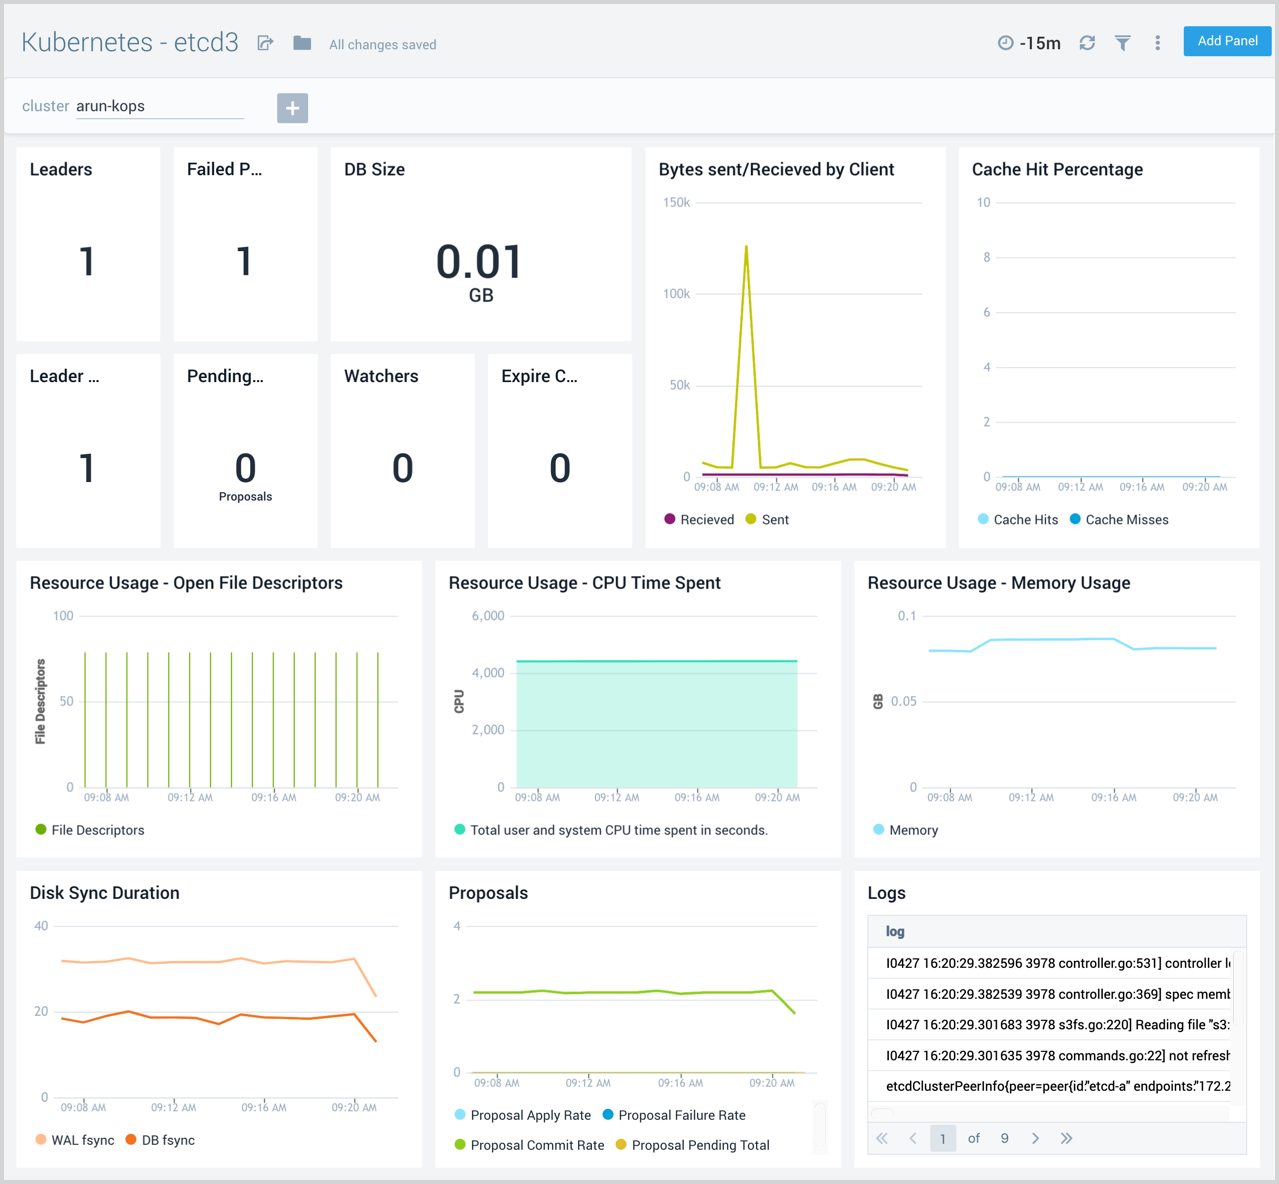 Kubernetes - etcd3
All changes saved
-15m
Add Panel
cluster arun-kops
+
Leaders
1
Failed P...
1
DB Size
0.01
GB
Leader ...
1
Pending...
0
Proposals
Watchers
0
Expire C...
0
Bytes sent/Recieved by Client
150k
100k
50k
0
09:08 AM 09:12 AM 09:16 AM 09:20 AM
Recieved Sent
Cache Hit Percentage
10
8
6
4
2
0
09:08 AM 09:12 AM 09:16 AM 09:20 AM
Cache Hits Cache Misses
Resource Usage - Open File Descriptors
File Descriptors
100
50
0
09:08 AM 09:12 AM 09:16 AM 09:20 AM
File Descriptors
Resource Usage - CPU Time Spent
CPU
6,000
4,000
2,000
0
09:08 AM 09:12 AM 09:16 AM 09:20 AM
Total user and system CPU time spent in seconds.
Resource Usage - Memory Usage
GB
0.1
0.05
0
09:08 AM 09:12 AM 09:16 AM 09:20 AM
Memory
Disk Sync Duration
40
20
0
09:08 AM 09:12 AM 09:16 AM 09:20 AM
WAL fsync DB fsync
Proposals
4
2
0
09:08 AM 09:12 AM 09:16 AM 09:20 AM
Proposal Apply Rate Proposal Failure Rate
Proposal Commit Rate Proposal Pending Total
Logs
log
I0427 16:20:29.382596 3978 controller.go:531] controller
I0427 16:20:29.382539 3978 controller.go:369] spec memb
I0427 16:20:29.301683 3978 s3fs.go:220] Reading file "s3:
I0427 16:20:29.301635 3978 commands.go:22] not refresh
etcdClusterPeerInfo{peer=peer{id:"etcd-a" endpoints:"172.2
1 of 9